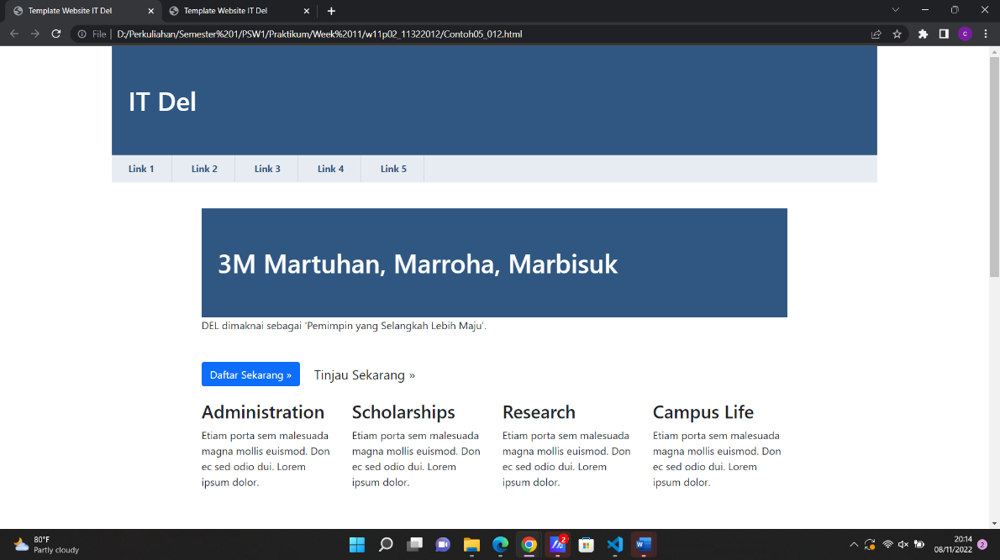 Template Website IT Del
Template Website IT Del
File | D:/Perkuliahan/Semester%201/PSW1/Praktikum/Week%2011/w11p02_11322012/Contoh05_012.html
C
IT Del
Link 1 Link 2 Link 3 Link 4 Link 5
3M Martuhan, Marroha, Marbisuk
DEL dimaknai sebagai 'Pemimpin yang Selangkah Lebih Maju'.
Daftar Sekarang » Tinjau Sekarang »
Administration
Etiam porta sem malesuada
magna mollis euismod. Don
ec sed odio dui. Lorem
ipsum dolor.
Scholarships
Etiam porta sem malesuada
magna mollis euismod. Don
ec sed odio dui. Lorem
ipsum dolor.
Research
Etiam porta sem malesuada
magna mollis euismod. Don
ec sed odio dui. Lorem
ipsum dolor.
Campus Life
Etiam porta sem malesuada
magna mollis euismod. Don
ec sed odio dui. Lorem
ipsum dolor.
80°F
Partly cloudy
2
W
20:14
08/11/2022
2